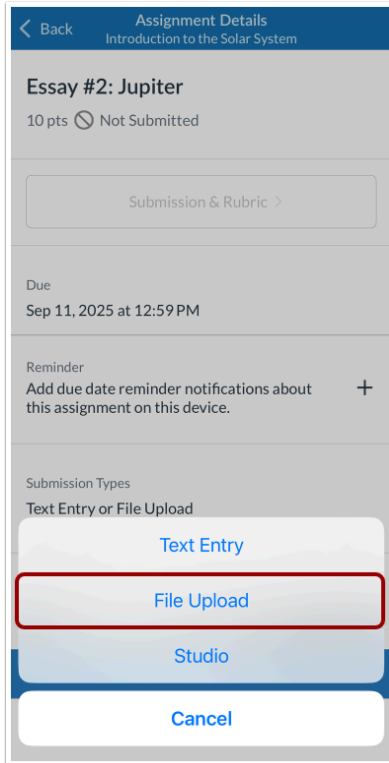 Back
Assignment Details
Introduction to the Solar System
Essay #2: Jupiter
10 pts Not Submitted
Submission & Rubric >
Due
Sep 11, 2025 at 12:59 PM
Reminder
Add due date reminder notifications about
this assignment on this device.
Submission Types
Text Entry or File Upload
Text Entry
File Upload
Studio
Cancel